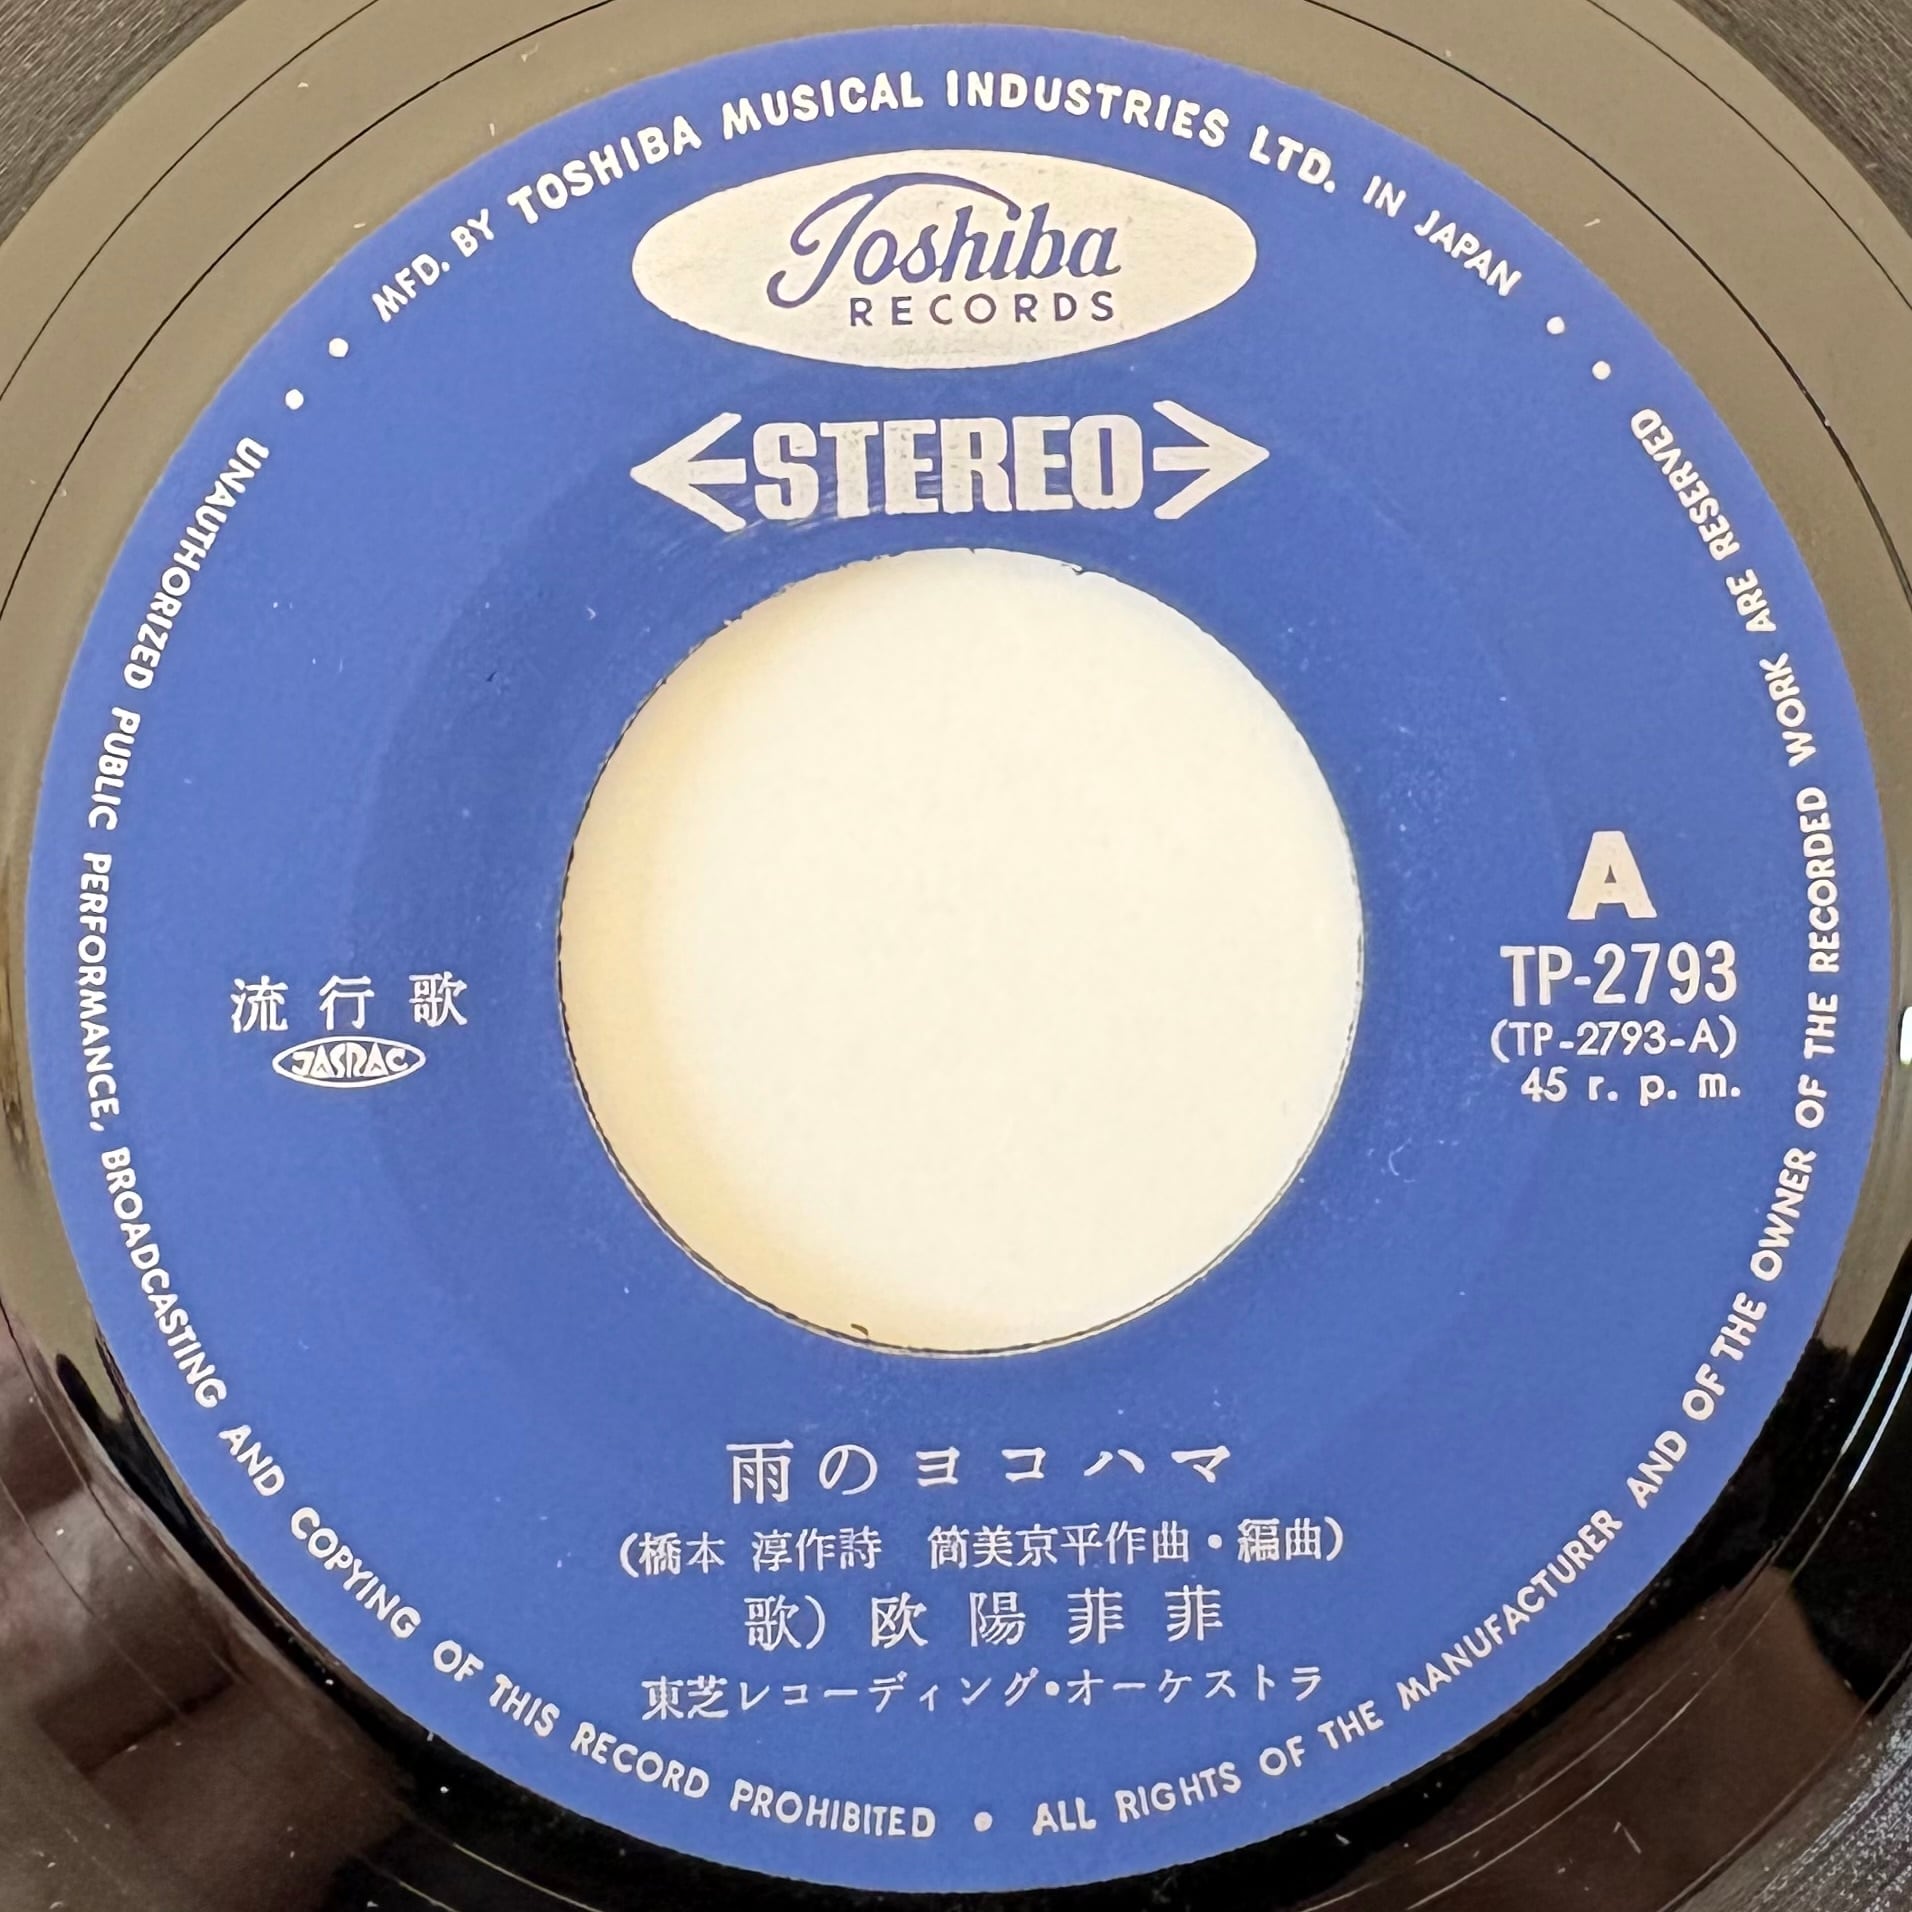 MFD. BY TOSHIBA MUSICAL INDUSTRIES LTD. IN JAPAN
Toshiba
RECORDS
STEREO
A
TP-2793
(TP-2793-A)
45 r. p. m.
流行歌
JASRAC
雨のヨコハマ
(橋本 淳作詩 筒美京平作曲・編曲)
歌) 欧陽菲菲
東芝レコーディング・オーケストラ
UNAUTHORIZED PUBLIC PERFORMANCE, BROADCASTING AND COPYING OF THIS RECORD PROHIBITED • ALL RIGHTS OF THE MANUFACTURER AND OF THE OWNER OF THE RECORDED WORK ARE RESERVED